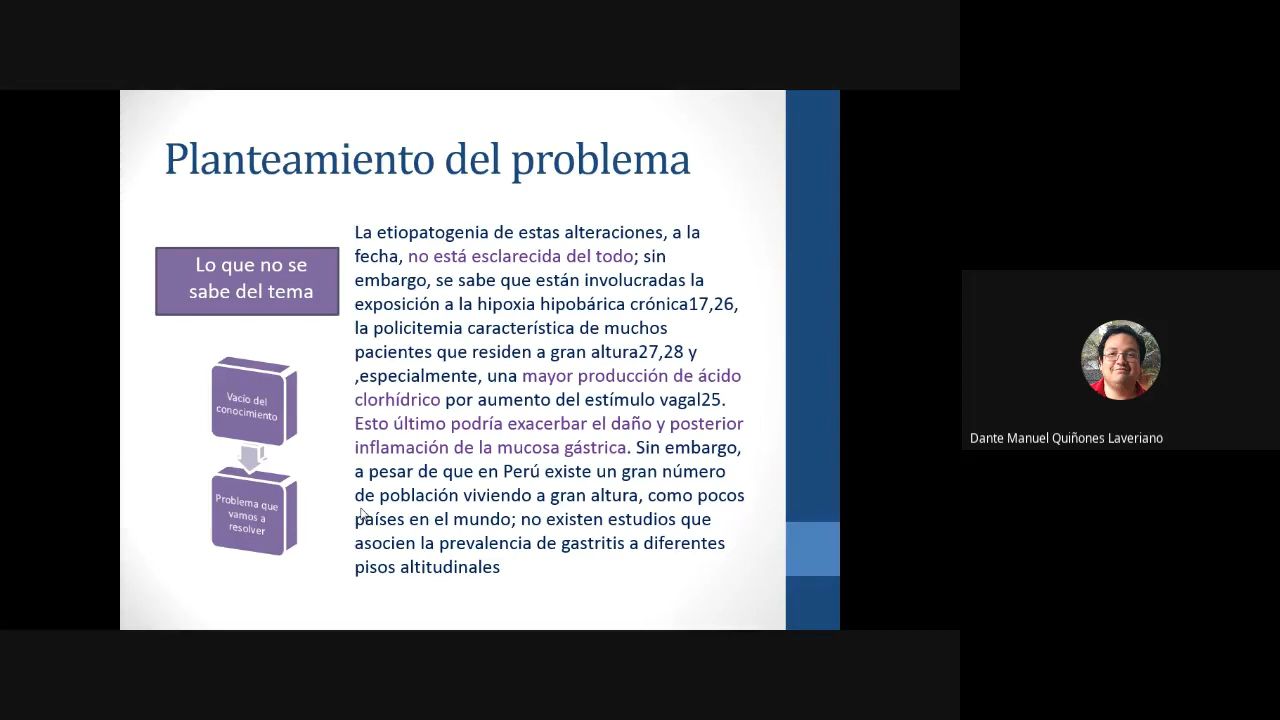 Planteamiento del problema
Lo que no se
sabe del tema
Vacío del
conocimiento
Problema que
vamos a
resolver
La etiopatogenia de estas alteraciones, a la
fecha, no está esclarecida del todo; sin
embargo, se sabe que están involucradas la
exposición a la hipoxia hipobárica crónica17,26,
la policitemia característica de muchos
pacientes que residen a gran altura27,28 y
,especialmente, una mayor producción de ácido
clorhídrico por aumento del estímulo vagal25.
Esto último podría exacerbar el daño y posterior
inflamación de la mucosa gástrica. Sin embargo,
a pesar de que en Perú existe un gran número
de población viviendo a gran altura, como pocos
países en el mundo; no existen estudios que
asocien la prevalencia de gastritis a diferentes
pisos altitudinales
Dante Manuel Quiñones Laveriano